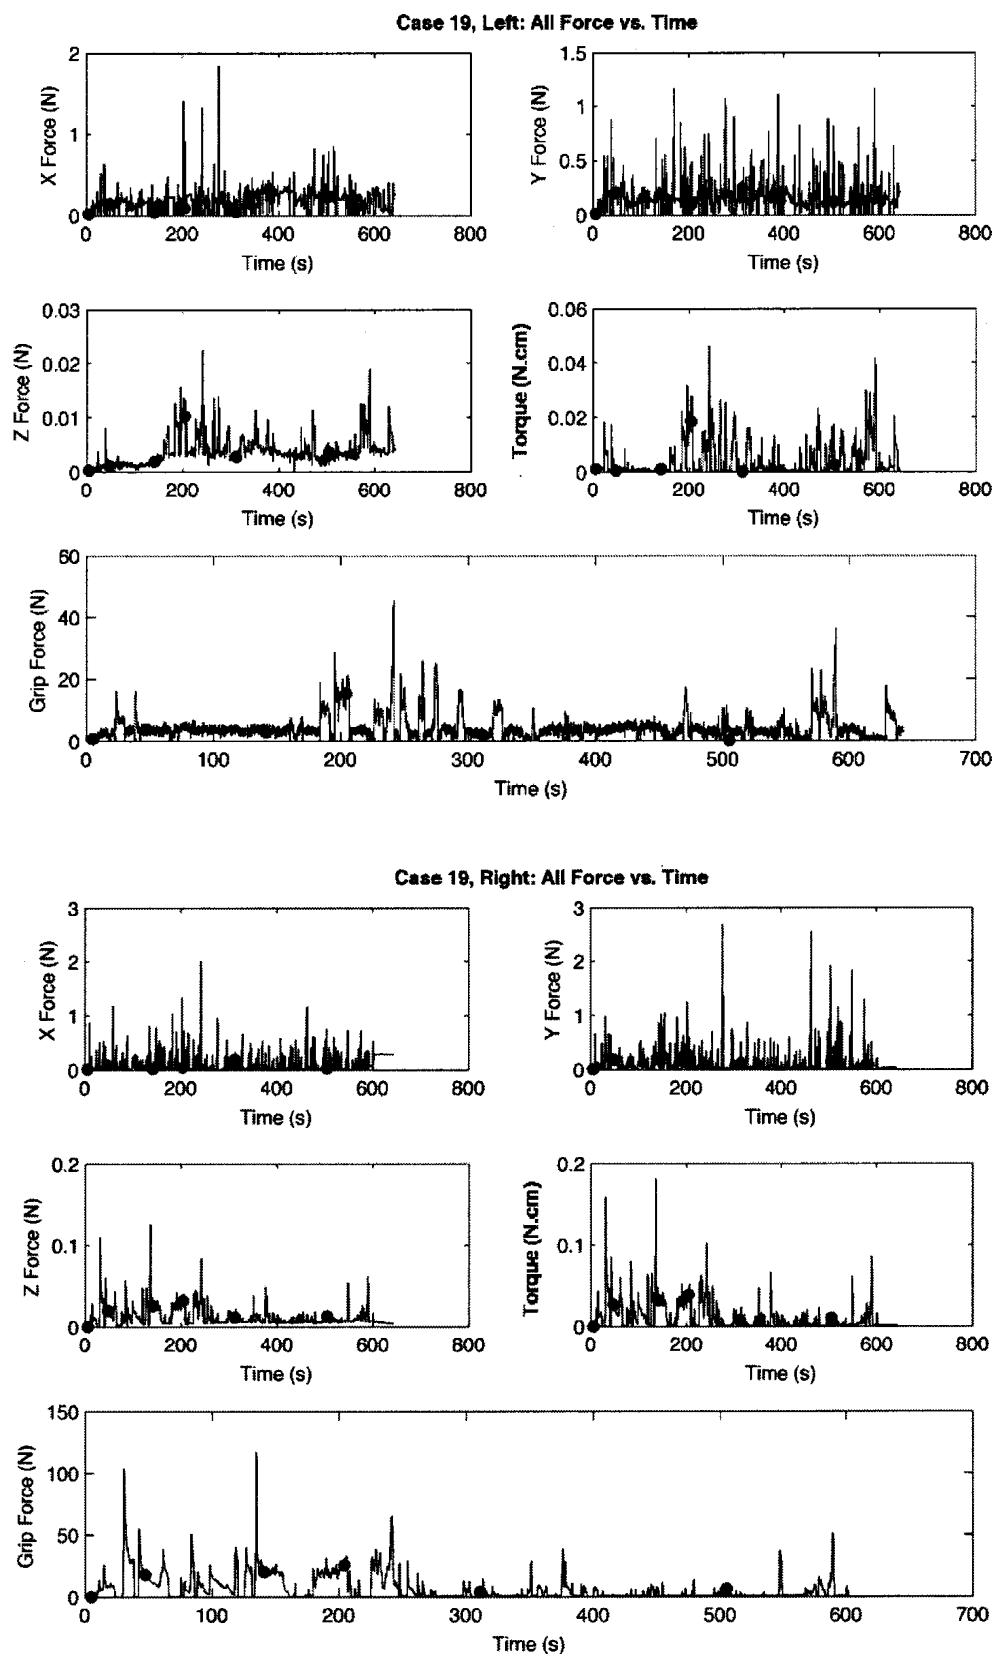 Case 19, Left: All Force vs. Time
X Force (N)
2
1
0
0 200 400 600 800
Time (s)
Y Force (N)
1.5
1
0.5
0
0 200 400 600 800
Time (s)
Z Force (N)
0.03
0.02
0.01
0
0 200 400 600 800
Time (s)
Torque (N.cm)
0.06
0.04
0.02
0
0 200 400 600 800
Time (s)
Grip Force (N)
60
40
20
0
0 100 200 300 400 500 600 700
Time (s)
Case 19, Right: All Force vs. Time
X Force (N)
3
2
1
0
0 200 400 600 800
Time (s)
Y Force (N)
3
2
1
0
0 200 400 600 800
Time (s)
Z Force (N)
0.2
0.1
0
0 200 400 600 800
Time (s)
Torque (N.cm)
0.2
0.1
0
0 200 400 600 800
Time (s)
Grip Force (N)
150
100
50
0
0 100 200 300 400 500 600 700
Time (s)